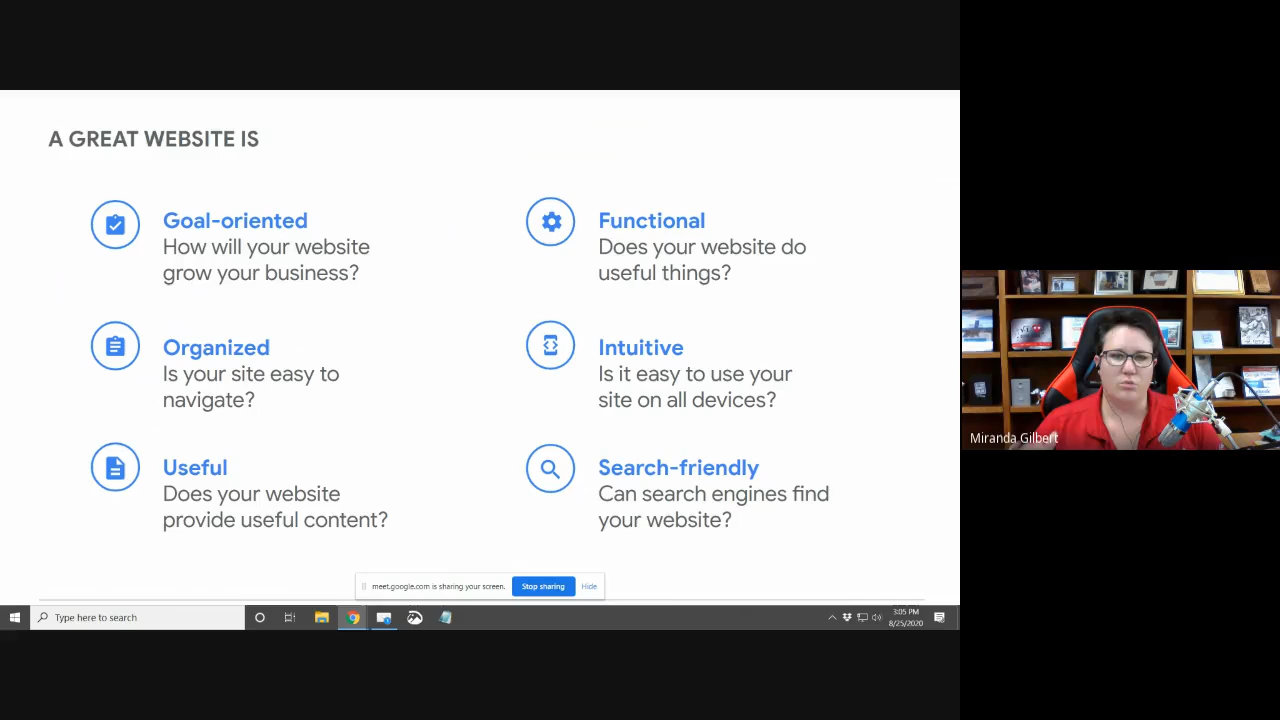 A GREAT WEBSITE IS
Goal-oriented
How will your website
grow your business?
Functional
Does your website do
useful things?
Organized
Is your site easy to
navigate?
Intuitive
Is it easy to use your
site on all devices?
Useful
Does your website
provide useful content?
Search-friendly
Can search engines find
your website?
Miranda Gilbert
meet.google.com is sharing your screen.
Stop sharing
Hide
Type here to search
3:05 PM
8/25/2020